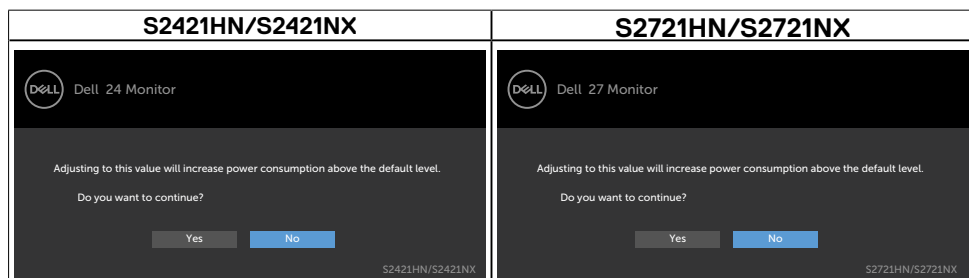 S2421HN/S2421NX
S2721HN/S2721NX
DELL Dell 24 Monitor
Adjusting to this value will increase power consumption above the default level.
Do you want to continue?
Yes No
S2421HN/S2421NX
DELL Dell 27 Monitor
Adjusting to this value will increase power consumption above the default level.
Do you want to continue?
Yes No
S2721HN/S2721NX